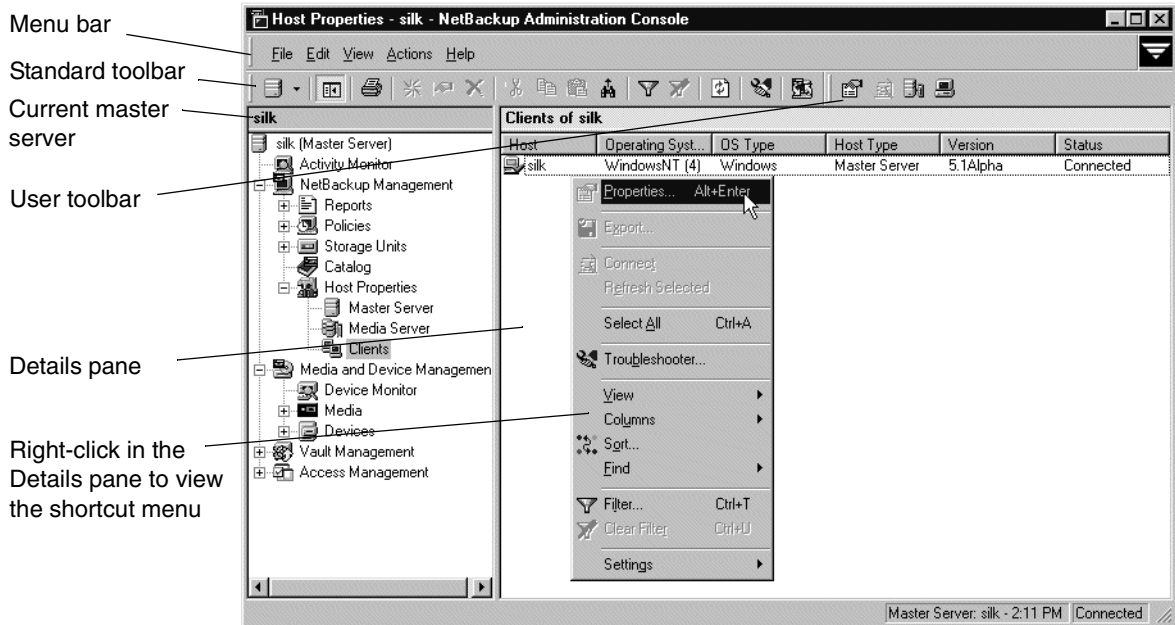 Menu bar
Standard toolbar
Current master
server
User toolbar
Details pane
Right-click in the
Details pane to view
the shortcut menu
Host Properties - silk - NetBackup Administration Console
File Edit View Actions Help
silk
silk (Master Server)
Activity Monitor
NetBackup Management
Reports
Policies
Storage Units
Catalog
Host Properties
Master Server
Media Server
Clients
Media and Device Managemen
Device Monitor
Media
Devices
Vault Management
Access Management
Clients of silk
Host Operating Syst... OS Type Host Type Version Status
silk WindowsNT (4) Windows Master Server 5.1Alpha Connected
Properties... Alt+Enter
Export...
Connect
Refresh Selected
Select All Ctrl+A
Troubleshooter...
View
Columns
Sort...
Find
Filter... Ctrl+T
Clear Filter Ctrl+U
Settings
Master Server: silk - 2:11 PM Connected